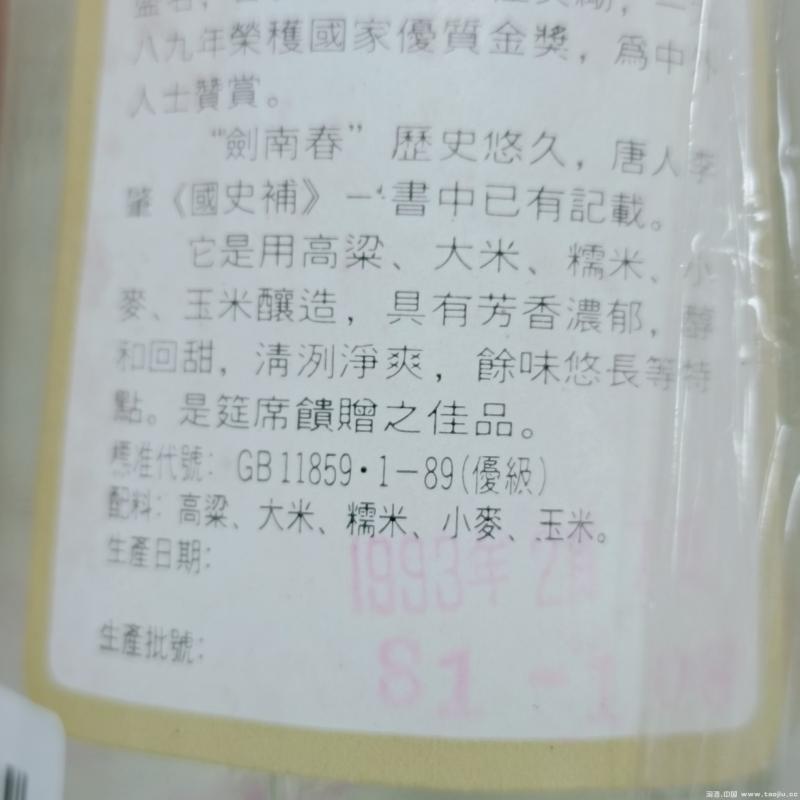 八九年榮獲國家優質金獎，爲中外
人士贊賞。
“劍南春”歷史悠久，唐人李
肇《國史補》一書中已有記載。
它是用高粱、大米、糯米、小
麥、玉米釀造，具有芳香濃郁，醇
和回甜，清洌淨爽，餘味悠長等特
點。是筵席饋贈之佳品。
標准代號：GB11859·1－89(優級)
配料：高粱、大米、糯米、小麥、玉米。
生產日期：
1993年2月
生產批號：
81-1
淘酒.中国 www.taojiu.cc